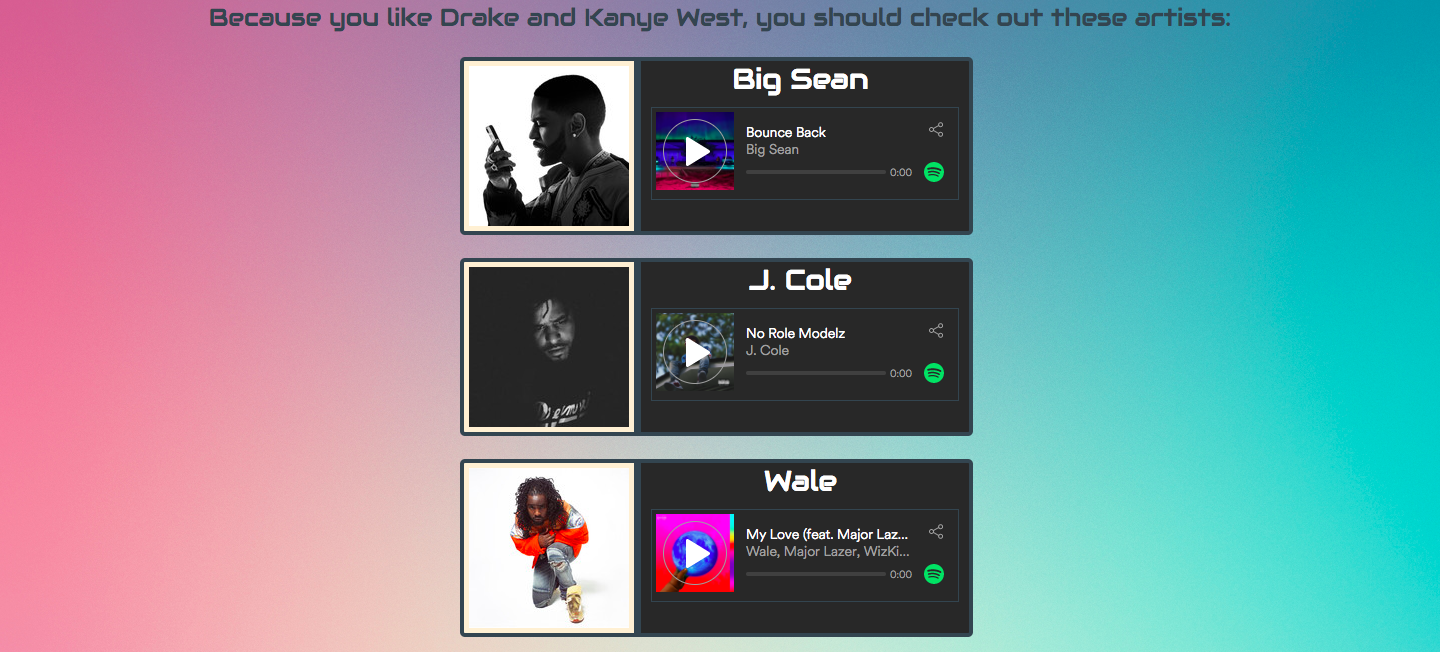 Because you like Drake and Kanye West, you should check out these artists:
Big Sean
Bounce Back
Big Sean
0:00
J. Cole
No Role Modelz
J. Cole
0:00
Wale
My Love (feat. Major Laz...
Wale, Major Lazer, WizKi...
0:00